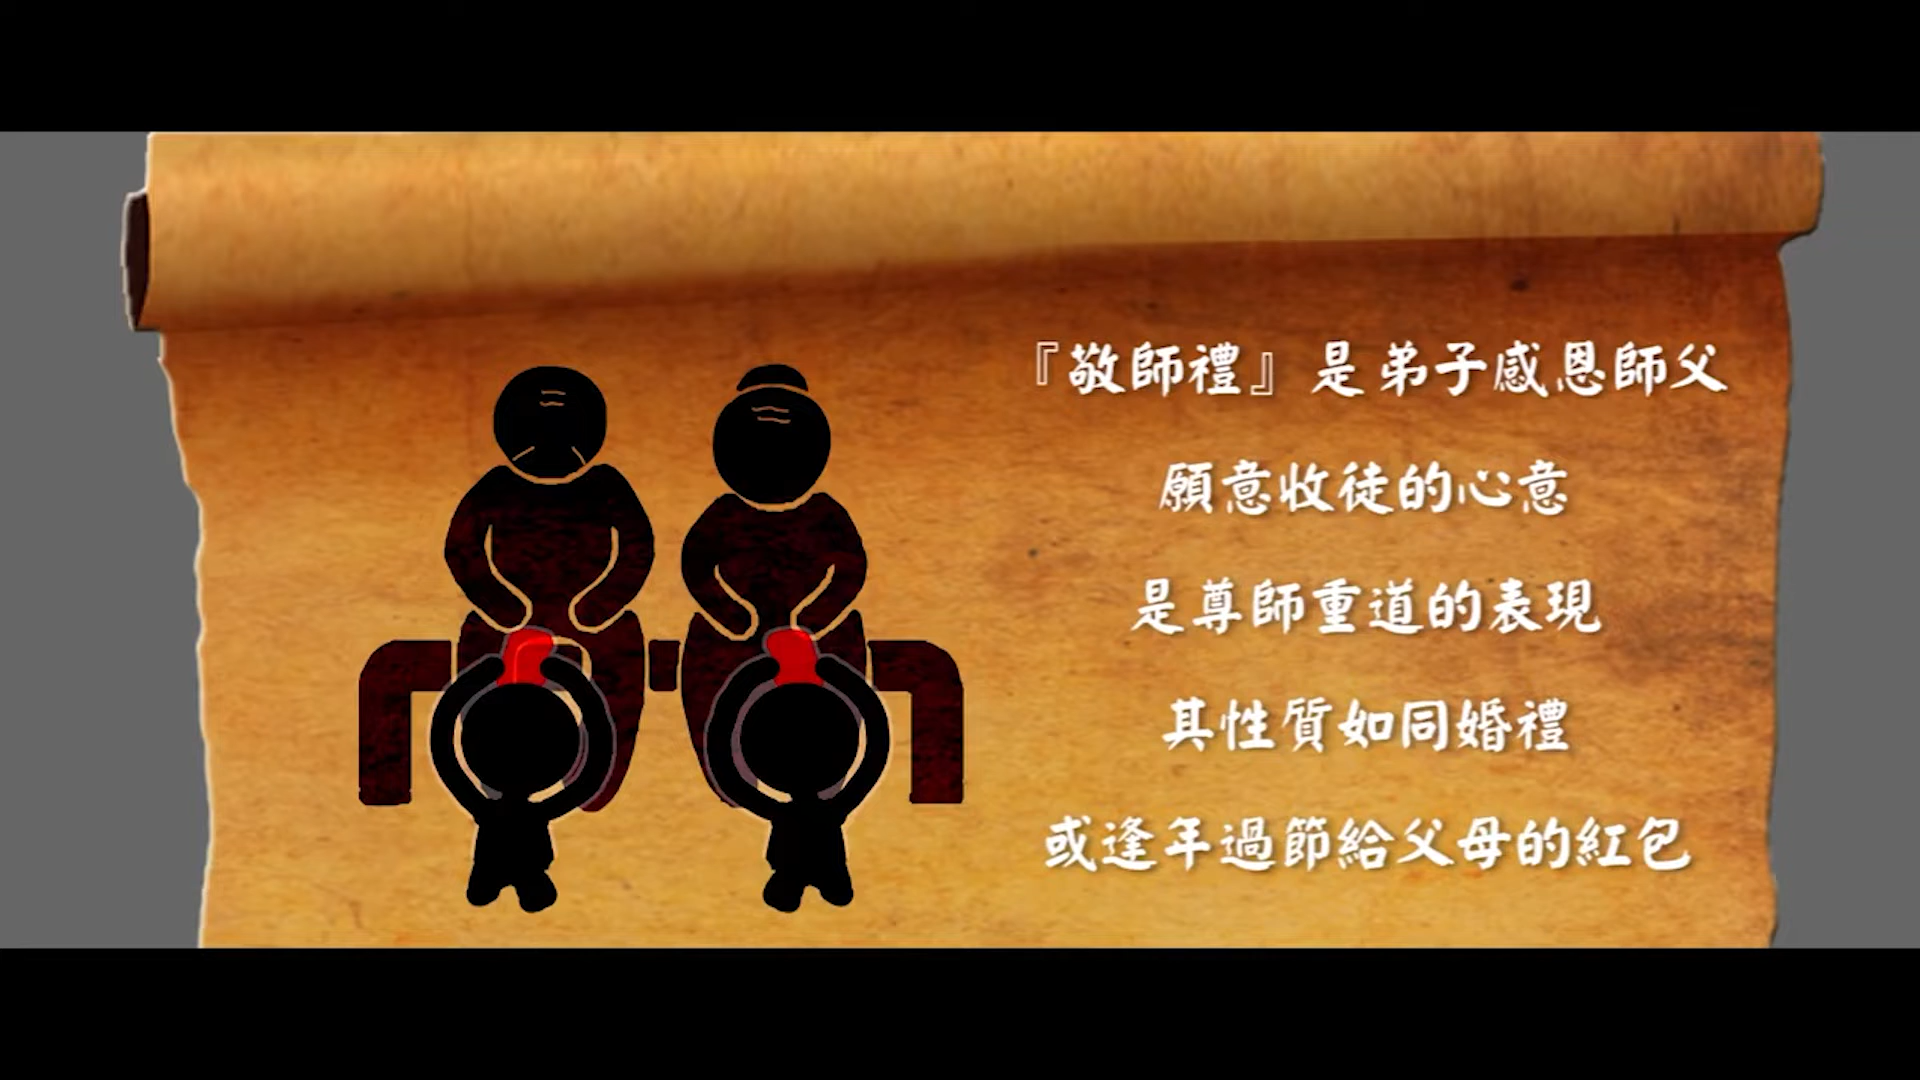 『敬師禮』是弟子感恩師父
願意收徒的心意
是尊師重道的表現
其性質如同婚禮
或逢年過節給父母的紅包